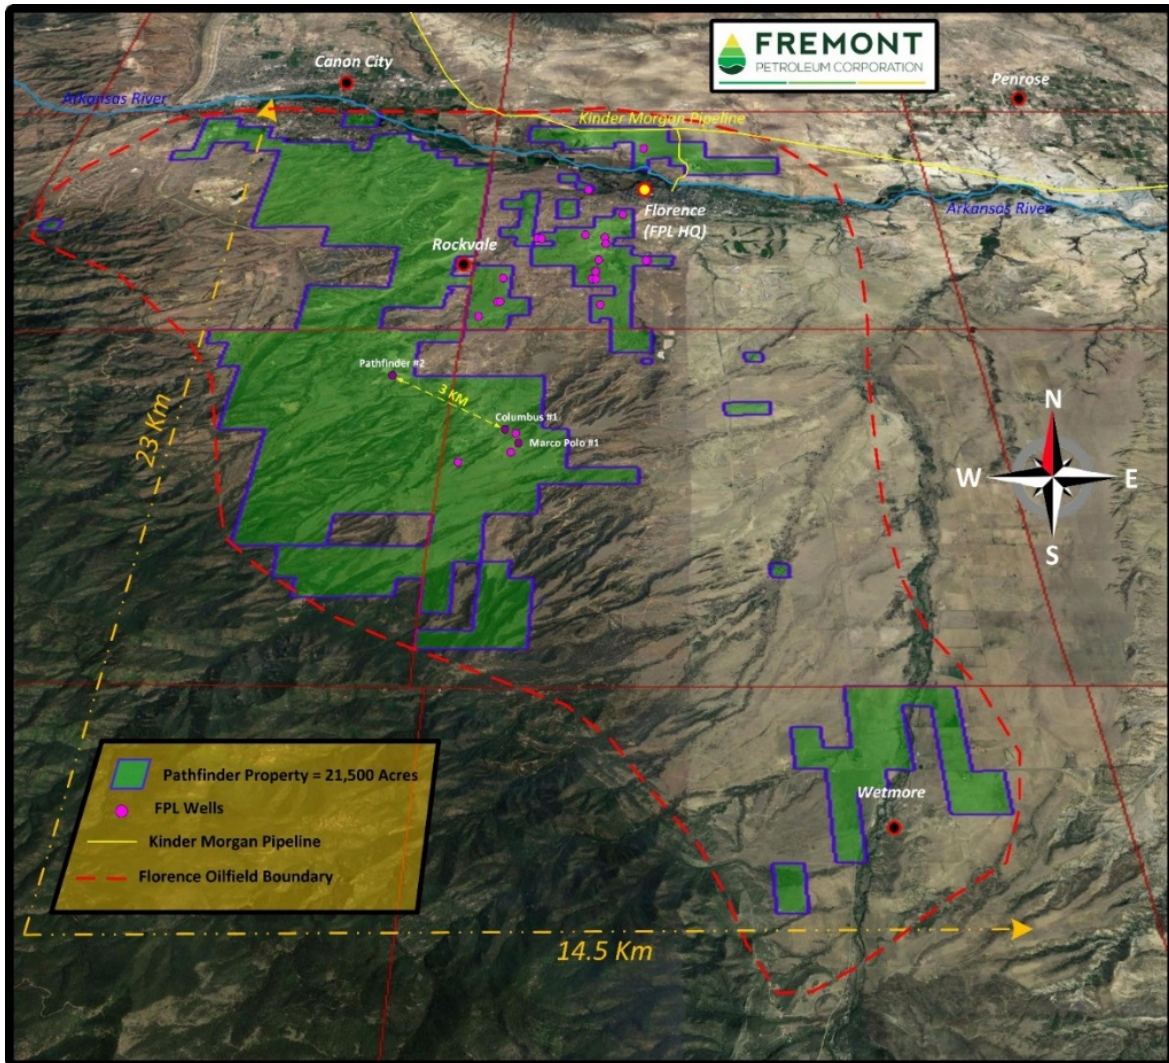 FREMONT
PETROLEUM CORPORATION
Canon City
Penrose
Arkansas River
Kinder Morgan Pipeline
Florence
(FPL HQ)
Arkansas River
Rockvale
Pathfinder #2
3 KM
Columbus #1
Marco Polo #1
23 Km
N
W
E
S
Pathfinder Property = 21,500 Acres
FPL Wells
Kinder Morgan Pipeline
Florence Oilfield Boundary
Wetmore
14.5 Km